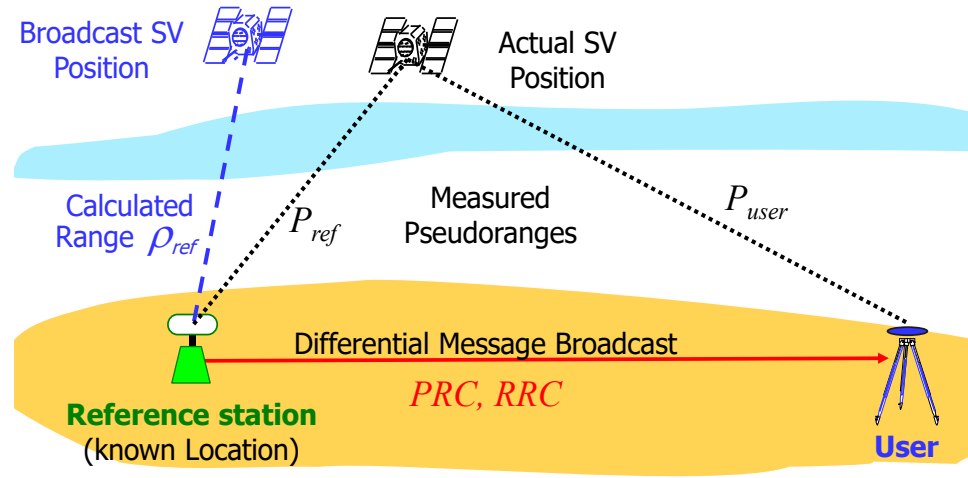 Broadcast SV
Position
Actual SV
Position
Calculated
Range ρref
Pref
Measured
Pseudoranges
Puser
Differential Message Broadcast
PRC, RRC
Reference station
(known Location)
User